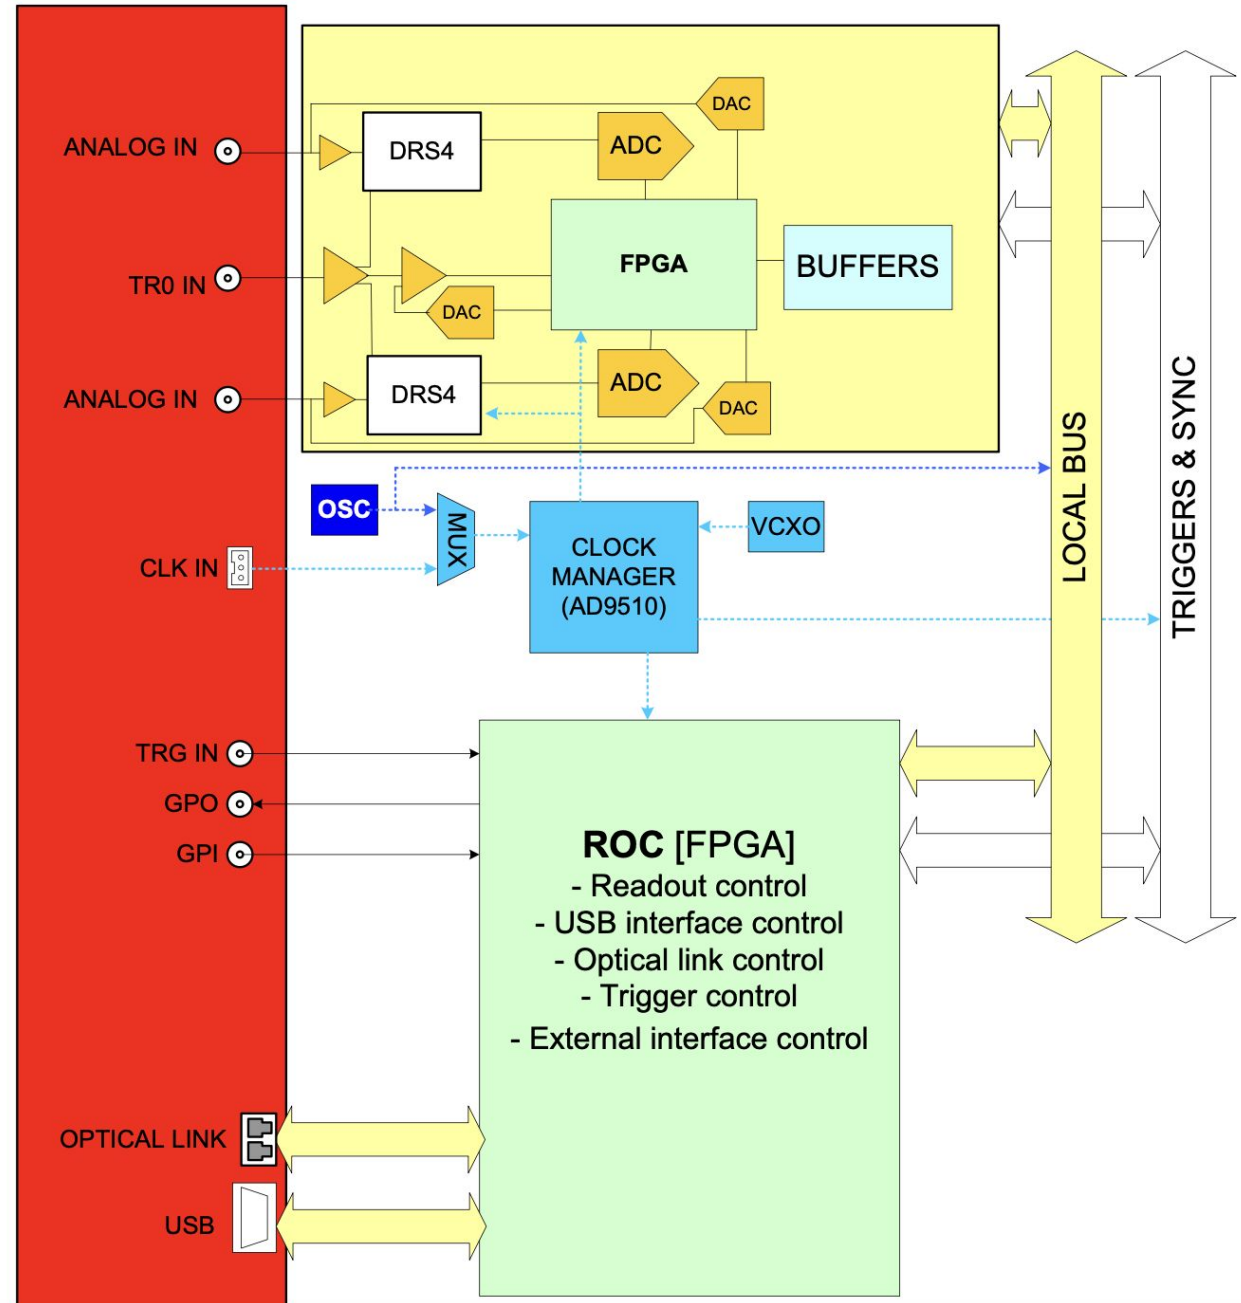 DAC
ANALOG IN
DRS4
ADC
FPGA
BUFFERS
TR0 IN
DAC
ANALOG IN
DRS4
ADC
DAC
OSC
MUX
CLOCK
MANAGER
(AD9510)
VCXO
CLK IN
LOCAL BUS
TRIGGERS & SYNC
TRG IN
GPO
GPI
ROC [FPGA]
- Readout control
- USB interface control
- Optical link control
- Trigger control
- External interface control
OPTICAL LINK
USB